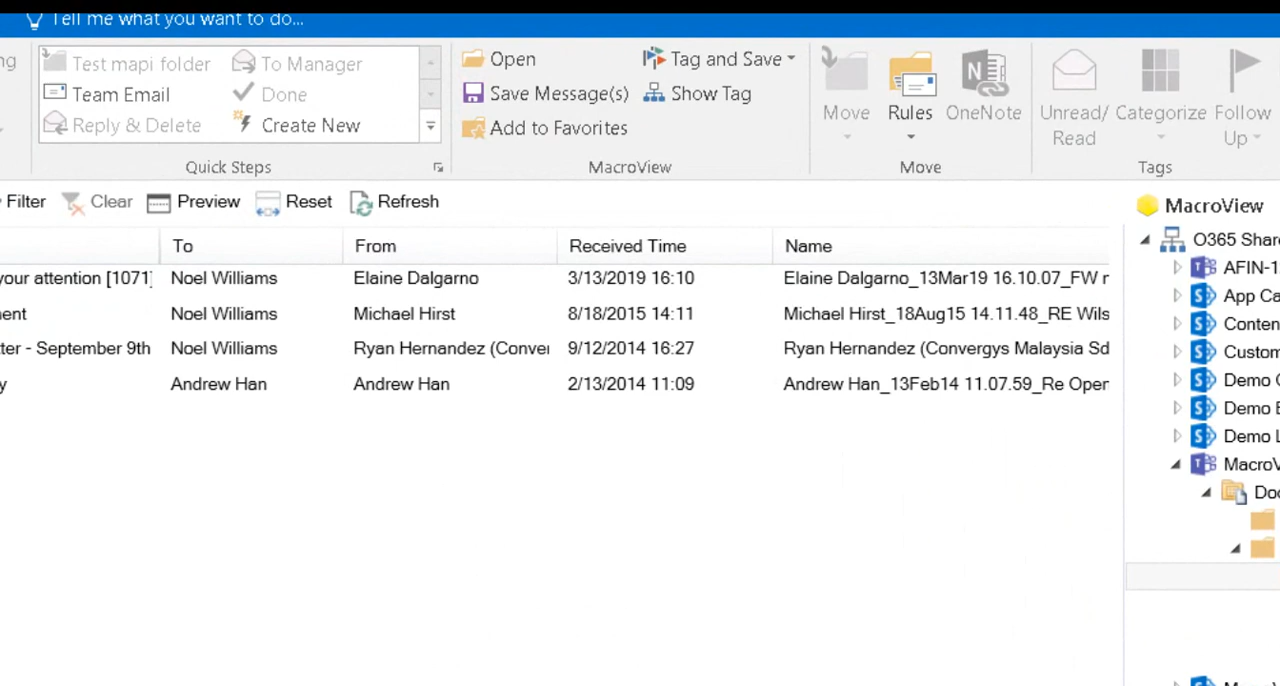 Tell me what you want to do...
Test mapi folder
To Manager
Team Email
Done
Reply & Delete
Create New
Quick Steps
Open
Tag and Save
Save Message(s)
Show Tag
Add to Favorites
MacroView
Move
Rules
OneNote
Move
Unread/
Read
Categorize
Follow
Up
Tags
Filter
Clear
Preview
Reset
Refresh
To From Received Time Name
your attention [1071] Noel Williams Elaine Dalgarno 3/13/2019 16:10 Elaine Dalgarno_13Mar19 16.10.07_FW
Noel Williams Michael Hirst 8/18/2015 14:11 Michael Hirst_18Aug15 14.11.48_RE Wils
- September 9th Noel Williams Ryan Hernandez (Conver 9/12/2014 16:27 Ryan Hernandez (Convergys Malaysia Sd
Andrew Han Andrew Han 2/13/2014 11:09 Andrew Han_13Feb14 11.07.59_Re Oper
MacroView
O365 Shar
AFIN-1
App Ca
Conten
Custom
Demo
Demo
Demo
MacroV
Doc